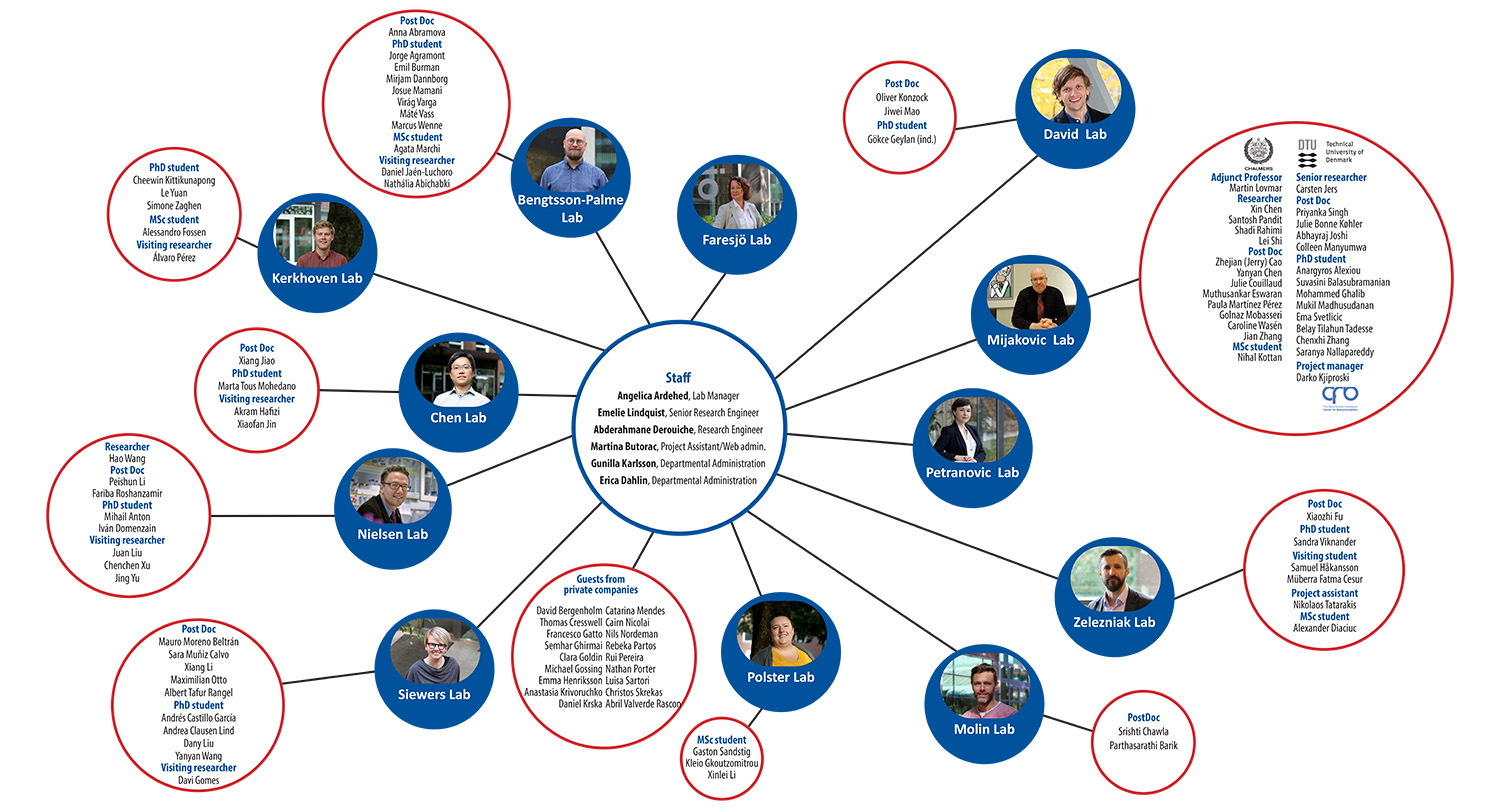 Post Doc
Anna Abramova
PhD student
Jorge Agramont
Emil Burman
Mirjam Dannborg
Josue Mamani
Virág Varga
Máté Vass
Marcus Wenne
MSc student
Agata Marchi
Visiting researcher
Daniel Jaén-Luchoro
Nathália Abichabki
Bengtsson-Palme
Lab
Faresjö Lab
Post Doc
Oliver Konzock
Jiwei Mao
PhD student
Gökce Geylan (ind.)
David Lab
PhD student
Cheewin Kittikunapong
Le Yuan
Simone Zaghen
MSc student
Alessandro Fossen
Visiting researcher
Álvaro Pérez
Kerkhoven Lab
Mijakovic Lab
CHALMERS
Adjunct Professor
Martin Lovmar
Researcher
Xin Chen
Santosh Pandit
Shadi Rahimi
Lei Shi
Post Doc
Zhejian (Jerry) Cao
Yanyan Chen
Julie Couillaud
Muthusankar Eswaran
Paula Martínez Pérez
Golnaz Mobasseri
Caroline Wasén
Jian Zhang
MSc student
Nihal Kottan
DTU
Technical
University of
Denmark
Senior researcher
Carsten Jers
Post Doc
Priyanka Singh
Julie Bonne Køhler
Abhayraj Joshi
Colleen Manyumwa
PhD student
Anargyros Alexiou
Suvasini Balasubramanian
Mohammed Ghalib
Mukil Madhusudanan
Ema Svetlicic
Belay Tilahun Tadesse
Chenxhi Zhang
Saranya Nallapareddy
Project manager
Darko Kjiproski
Post Doc
Xiang Jiao
PhD student
Marta Tous Mohedano
Visiting researcher
Akram Hafizi
Xiaofan Jin
Chen Lab
Staff
Angelica Ardehed, Lab Manager
Emelie Lindquist, Senior Research Engineer
Abderahmane Derouiche, Research Engineer
Martina Butorac, Project Assistant/Web admin.
Gunilla Karlsson, Departmental Administration
Erica Dahlin, Departmental Administration
Petranovic Lab
Researcher
Hao Wang
Post Doc
Peishun Li
Fariba Roshanzamir
PhD student
Mihail Anton
Iván Domenzain
Visiting researcher
Juan Liu
Chenchen Xu
Jing Yu
Nielsen Lab
Zelezniak Lab
Post Doc
Xiaozhi Fu
PhD student
Sandra Viknander
Visiting student
Samuel Håkansson
Müberra Fatma Cesur
Project assistant
Nikolaos Tatarakis
MSc student
Alexander Diaciuc
Post Doc
Mauro Moreno Beltrán
Sara Muñiz Calvo
Xiang Li
Maximilian Otto
Albert Tafur Rangel
PhD student
Andrés Castillo García
Andrea Clausen Lind
Dany Liu
Yanyan Wang
Visiting researcher
Davi Gomes
Siewers Lab
Guests from
private companies
David Bergenholm Catarina Mendes
Thomas Cresswell Cairn Nicolai
Francesco Gatto Nils Nordeman
Semhar Ghirmai Rebeka Partos
Clara Goldin Rui Pereira
Michael Gossing Nathan Porter
Emma Henriksson Luisa Sartori
Anastasia Krivoruchko Christos Skrekas
Daniel Krska Abril Valverde Rascon
Polster Lab
MSc student
Gaston Sandstig
Kleio Gkoutzomitrou
Xinlei Li
Molin Lab
PostDoc
Srishti Chawla
Parthasarathi Barik